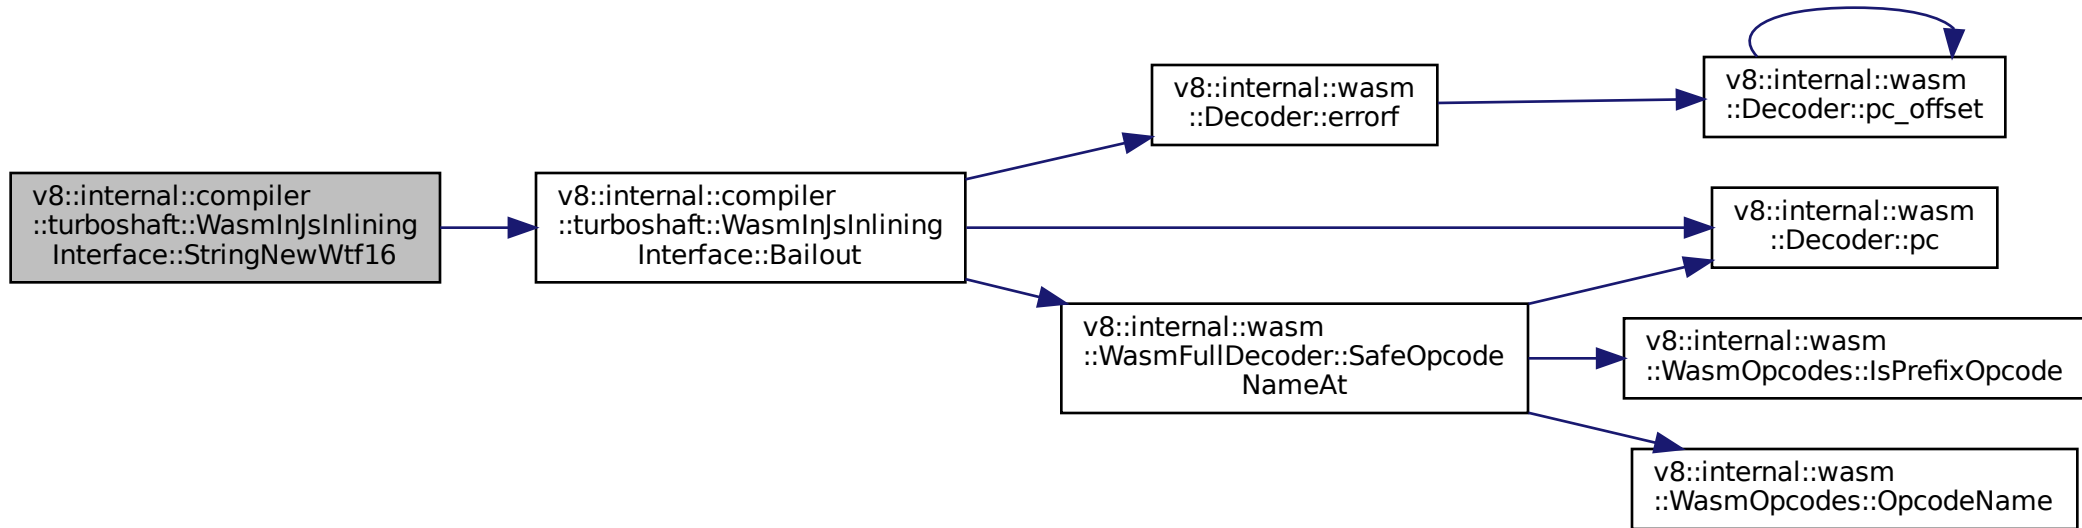 v8::internal::compiler
::turboshaft::WasmInJsInlining
Interface::StringNewWtf16
v8::internal::compiler
::turboshaft::WasmInJsInlining
Interface::Bailout
v8::internal::wasm
::Decoder::errorf
v8::internal::wasm
::Decoder::pc_offset
v8::internal::wasm
::Decoder::pc
v8::internal::wasm
::WasmFullDecoder::SafeOpcode
NameAt
v8::internal::wasm
::WasmOpcodes::IsPrefixOpcode
v8::internal::wasm
::WasmOpcodes::OpcodeName